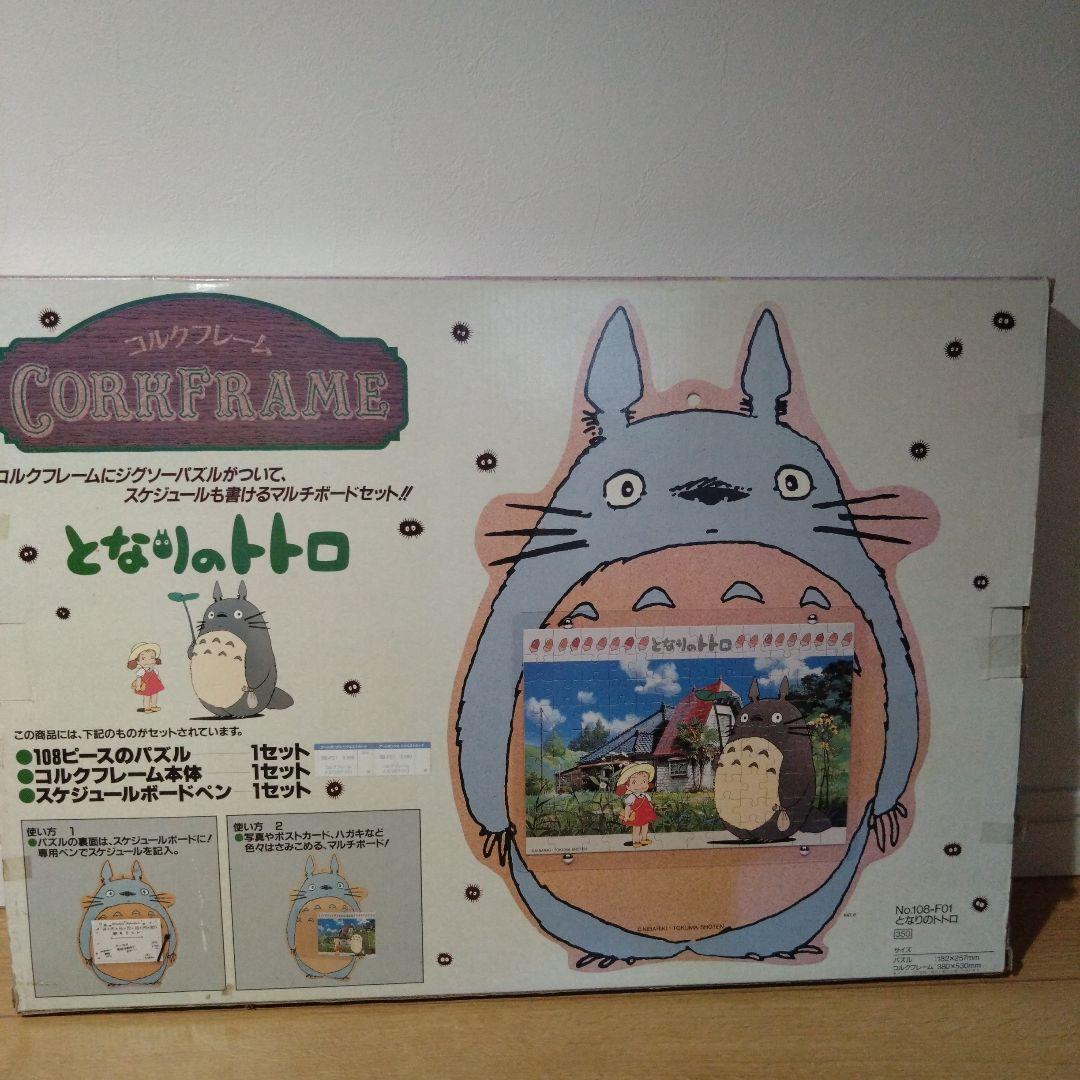 コルクフレーム
CORKFRAME
コルクフレームにジグソーパズルがついて、
スケジュールも書けるマルチボードセット!!
となりのトトロ
この商品には、下記のものがセットされています。
●108ピースのパズル 1セット
●コルクフレーム本体 1セット
●スケジュールボードペン 1セット
使い方 1
●パズルの裏面は、スケジュールボードに!
専用ペンでスケジュールを記入。
使い方 2
●写真やポストカード、ハガキなど
色々はさみこめる、マルチボード!
となりのトトロ
©NIBARIKI・TOKUMA SHOTEN
©NIBARIKI・TOKUMA SHOTEN
No.108-F01
となりのトトロ
350
サイズ
パズル :182×257mm
コルクフレーム :380×530mm